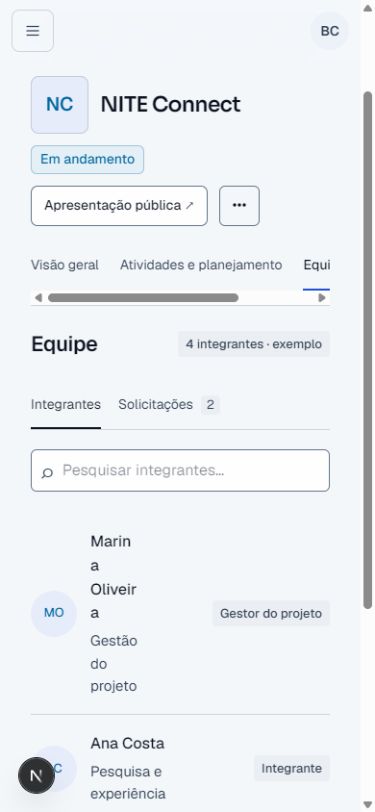 BC
NC
NITE Connect
Em andamento
Apresentação pública ↗
•••
Visão geral
Atividades e planejamento
Equi
Equipe
4 integrantes · exemplo
Integrantes
Solicitações
2
Pesquisar integrantes...
Marin
a
Oliveir
a
MO
Gestão
do
projeto
Gestor do projeto
Ana Costa
N
C
Pesquisa e
experiência
Integrante